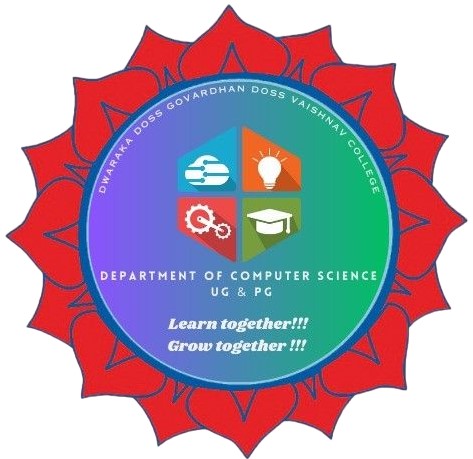 DWARAKA DOSS GOVARDHAN DOSS VAISHNAV COLLEGE
DEPARTMENT OF COMPUTER SCIENCE
UG & PG
Learn together!!!
Grow together !!!